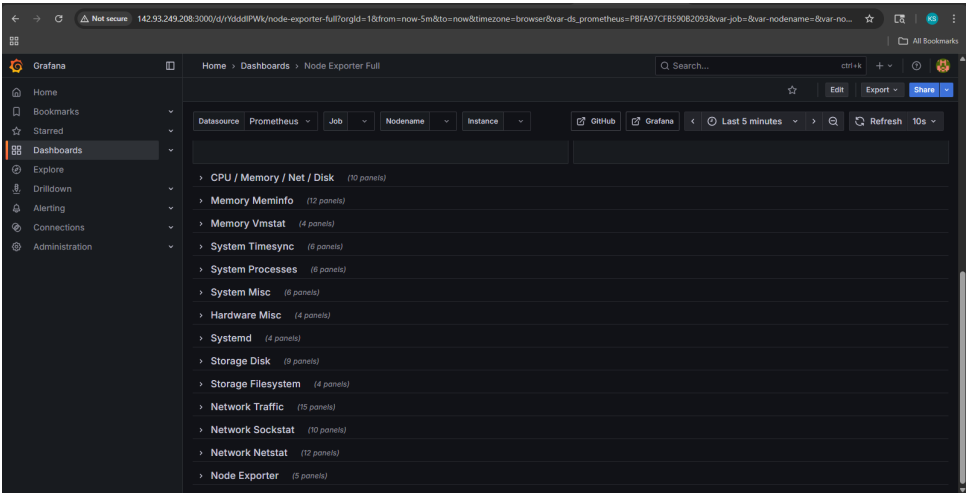 Not secure 142.93.249.208:3000/d/rYdddlPWk/node-exporter-full?orgId=1&from=now-5m&to=now&timezone=browser&var-ds_prometheus=PBFA97CFB590B2093&var-job=&var-nodename=&var-no...
KS
All Bookmarks
Grafana
Home › Dashboards › Node Exporter Full
Search...
ctrl+k
Home
Bookmarks
Starred
Dashboards
Explore
Drilldown
Alerting
Connections
Administration
Edit
Export
Share
Datasource Prometheus
Job
Nodename
Instance
GitHub
Grafana
Last 5 minutes
Refresh 10s
CPU / Memory / Net / Disk (10 panels)
Memory Meminfo (12 panels)
Memory Vmstat (4 panels)
System Timesync (6 panels)
System Processes (6 panels)
System Misc (6 panels)
Hardware Misc (4 panels)
Systemd (4 panels)
Storage Disk (9 panels)
Storage Filesystem (4 panels)
Network Traffic (15 panels)
Network Sockstat (10 panels)
Network Netstat (12 panels)
Node Exporter (5 panels)